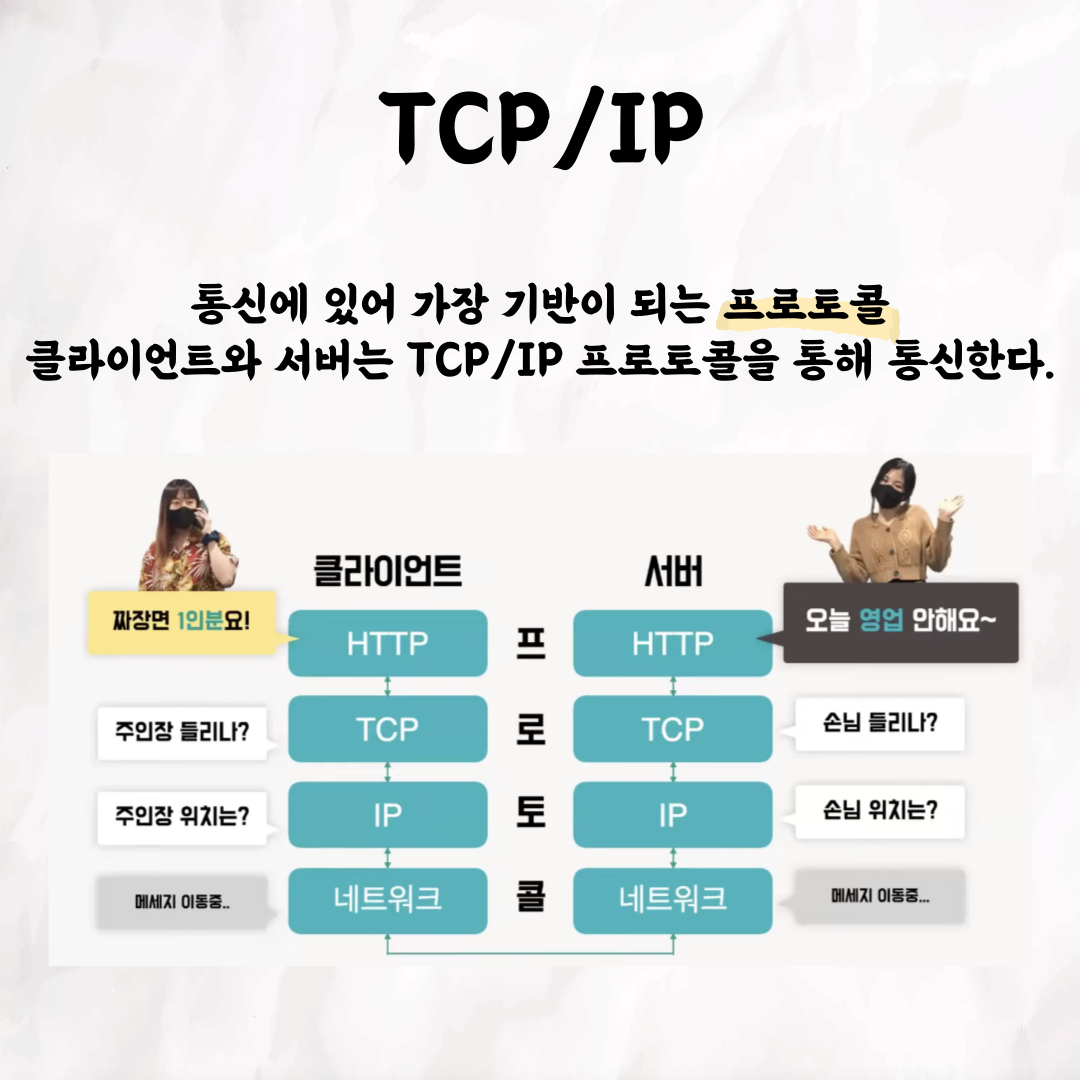 TCP/IP
통신에 있어 가장 기반이 되는 프로토콜
클라이언트와 서버는 TCP/IP 프로토콜을 통해 통신한다.
클라이언트
서버
짜장면 1인분요!
HTTP
프
HTTP
오늘 영업 안해요~
주인장 들리나?
TCP
로
TCP
손님 들리나?
주인장 위치는?
IP
토
IP
손님 위치는?
메세지 이동중..
네트워크
콜
네트워크
메세지 이동중...